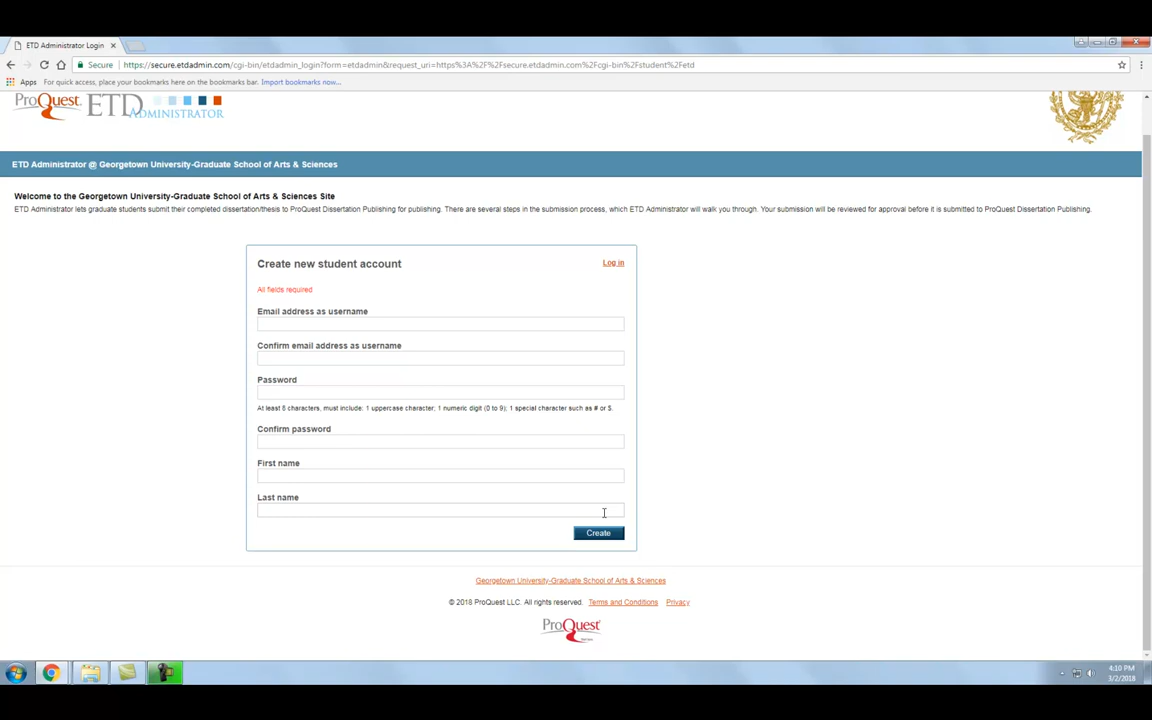 ETD Administrator Login
Secure
https://secure.etdadmin.com/cgi-bin/etdadmin_login?form=etdadmin&request_uri=https%3A%2F%2Fsecure.etdadmin.com%2Fcgi-bin%2Fstudent%2Fetd
Apps For quick access, place your bookmarks here on the bookmarks bar. Import bookmarks now...
ProQuest ETD ADMINISTRATOR
ETD Administrator @ Georgetown University-Graduate School of Arts & Sciences
Welcome to the Georgetown University-Graduate School of Arts & Sciences Site
ETD Administrator lets graduate students submit their completed dissertation/thesis to ProQuest Dissertation Publishing for publishing. There are several steps in the submission process, which ETD Administrator will walk you through. Your submission will be reviewed for approval before it is submitted to ProQuest Dissertation Publishing.
Create new student account
Log in
All fields required
Email address as username
Confirm email address as username
Password
At least 8 characters, must include: 1 uppercase character; 1 numeric digit (0 to 9); 1 special character such as # or $.
Confirm password
First name
Last name
Create
Georgetown University-Graduate School of Arts & Sciences
© 2018 ProQuest LLC. All rights reserved. Terms and Conditions Privacy
ProQuest
4:10 PM
3/2/2018